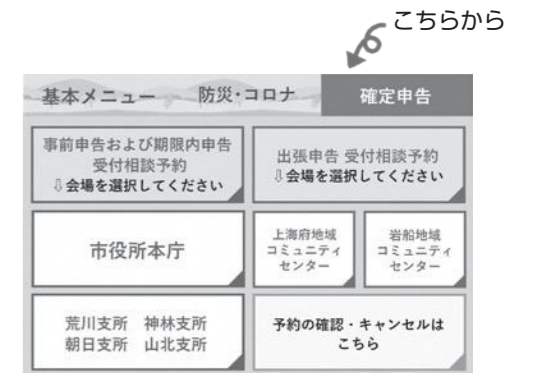 こちらから
基本メニュー
防災・コロナ
確定申告
事前申告および期限内申告
受付相談予約
⇩会場を選択してください
出張申告 受付相談予約
⇩会場を選択してください
市役所本庁
上海府地域
コミュニティ
センター
岩船地域
コミュニティ
センター
荒川支所　神林支所
朝日支所　山北支所
予約の確認・キャンセルは
こちら